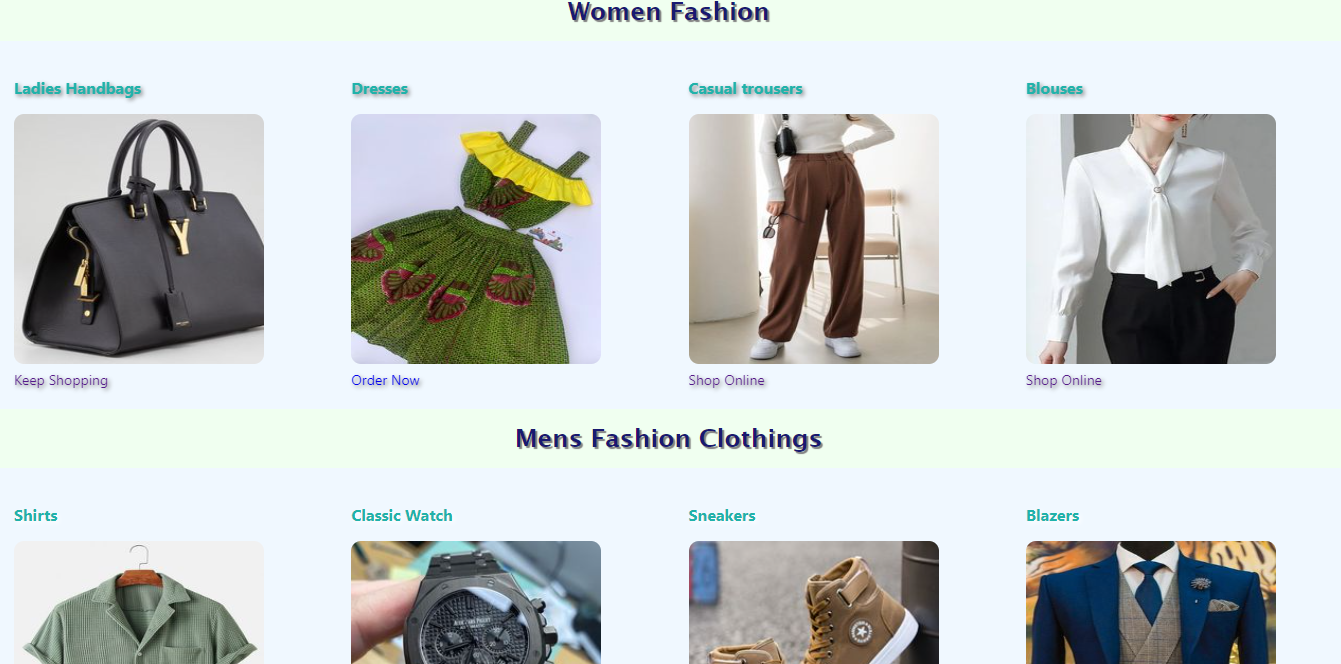 Women Fashion
Ladies Handbags
Dresses
Casual trousers
Blouses
Y
Keep Shopping
Order Now
Shop Online
Shop Online
Mens Fashion Clothings
Shirts
Classic Watch
Sneakers
Blazers